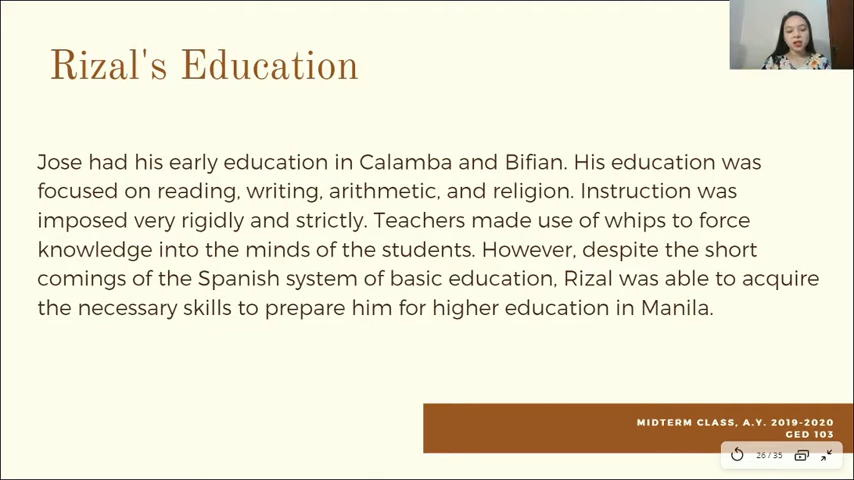 Rizal's Education
Jose had his early education in Calamba and Bifian. His education was
focused on reading, writing, arithmetic, and religion. Instruction was
imposed very rigidly and strictly. Teachers made use of whips to force
knowledge into the minds of the students. However, despite the short
comings of the Spanish system of basic education, Rizal was able to acquire
the necessary skills to prepare him for higher education in Manila.
MIDTERM CLASS, A.Y. 2019-2020
GED 103
26 / 35